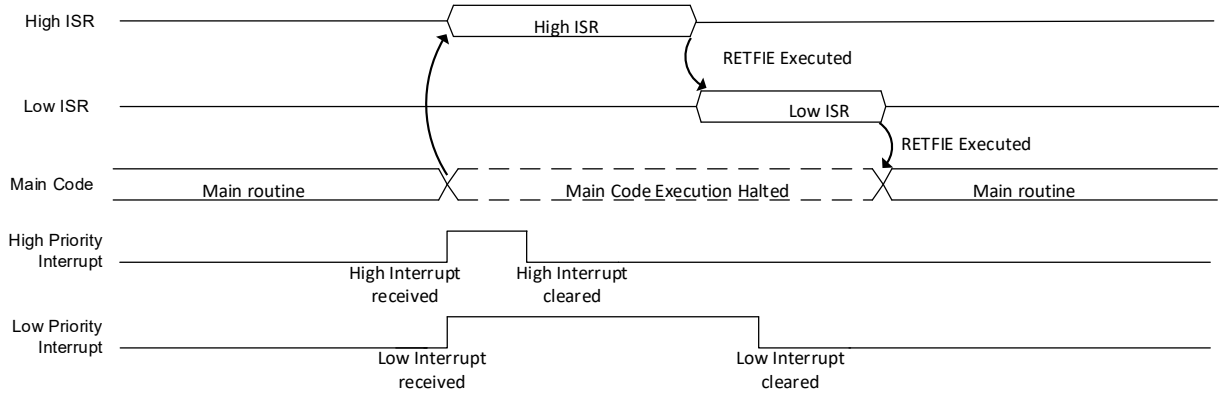 High ISR
High ISR
RETFIE Executed
Low ISR
Low ISR
RETFIE Executed
Main Code
Main routine
Main Code Execution Halted
Main routine
High Priority
Interrupt
High Interrupt
received
High Interrupt
cleared
Low Priority
Interrupt
Low Interrupt
received
Low Interrupt
cleared